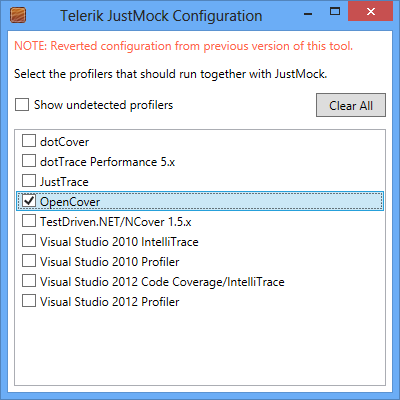 Telerik JustMock Configuration
NOTE: Reverted configuration from previous version of this tool.
Select the profilers that should run together with JustMock.
Show undetected profilers
Clear All
dotCover
dotTrace Performance 5.x
JustTrace
OpenCover
TestDriven.NET/NCover 1.5.x
Visual Studio 2010 IntelliTrace
Visual Studio 2010 Profiler
Visual Studio 2012 Code Coverage/IntelliTrace
Visual Studio 2012 Profiler